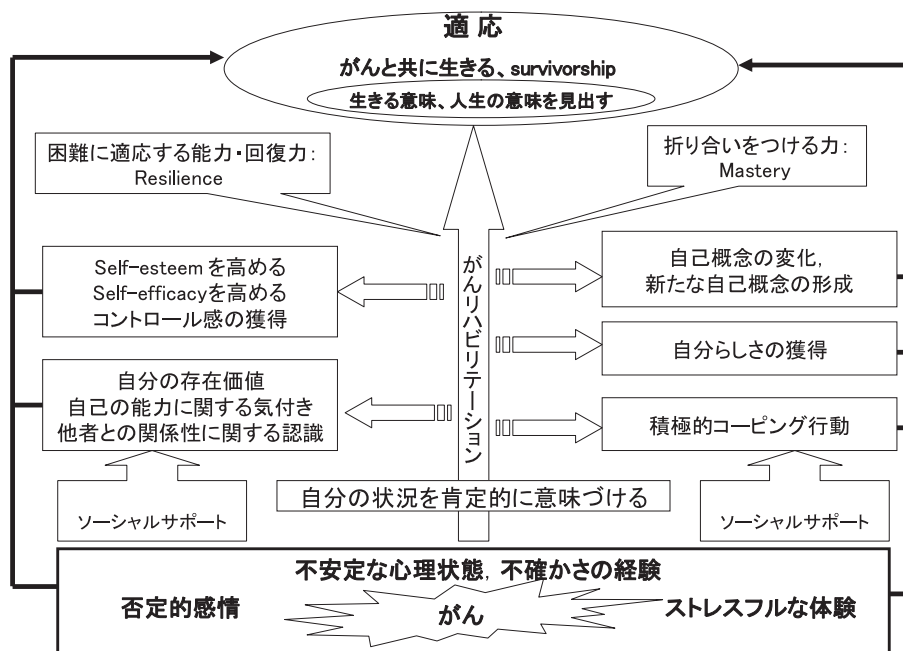 適 応
がんと共に生きる、survivorship
生きる意味、人生の意味を見出す
困難に適応する能力・回復力:
Resilience
折り合いをつける力:
Mastery
Self-esteem を高める
Self-efficacyを高める
コントロール感の獲得
自分の存在価値
自己の能力に関する気付き
他者との関係性に関する認識
がんリハビリテーション
自己概念の変化,
新たな自己概念の形成
自分らしさの獲得
積極的コーピング行動
ソーシャルサポート
自分の状況を肯定的に意味づける
ソーシャルサポート
不安定な心理状態, 不確かさの経験
否定的感情
がん
ストレスフルな体験